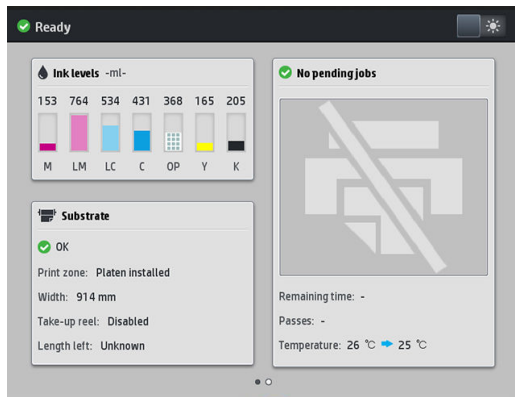 Ready
Ink levels -ml-
153 764 534 431 368 165 205
M LM LC C OP Y K
Substrate
OK
Print zone: Platen installed
Width: 914 mm
Take-up reel: Disabled
Length left: Unknown
No pending jobs
Remaining time: -
Passes: -
Temperature: 26 °C 25 °C